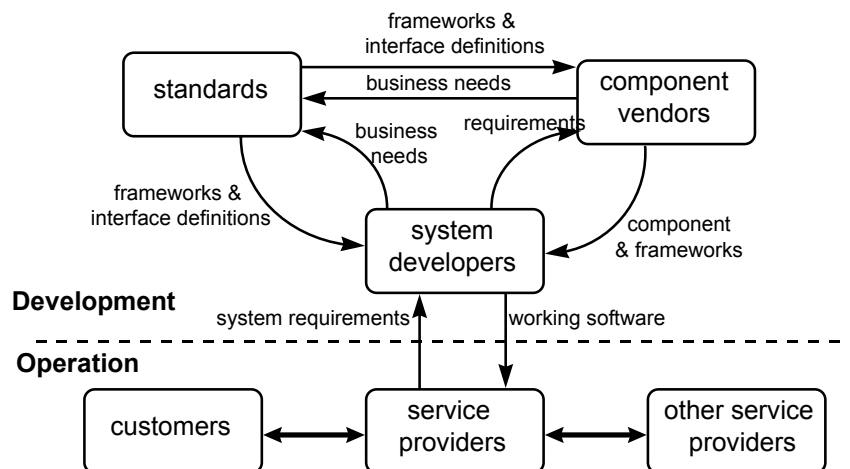 frameworks &
interface definitions
standards
business needs
component
vendors
business
needs
requirements
frameworks &
interface definitions
system
developers
component
& frameworks
Development
system requirements
working software
Operation
customers
service
providers
other service
providers